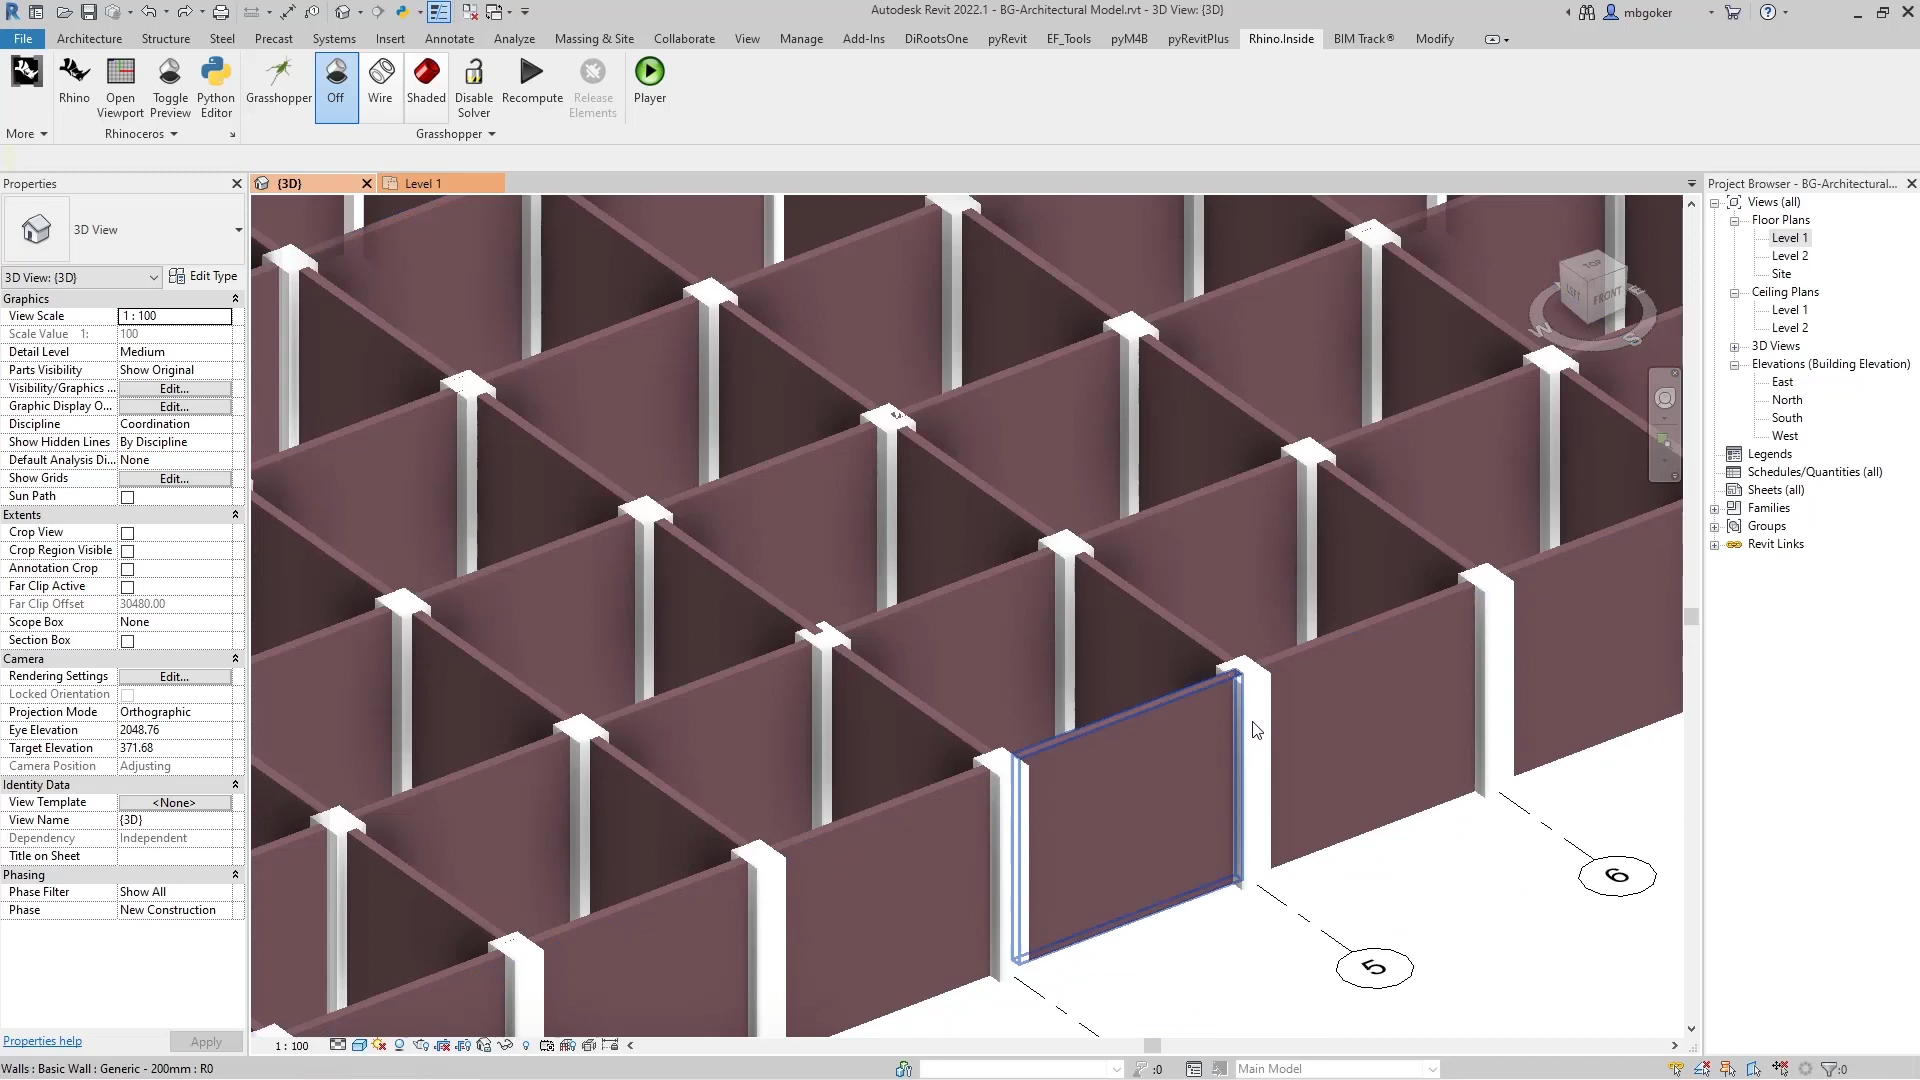 Autodesk Revit 2022.1 - BG-Architectural Model.rvt - 3D View: {3D}
mbgoker
File Architecture Structure Steel Precast Systems Insert Annotate Analyze Massing & Site Collaborate View Manage Add-Ins DiRootsOne pyRevit EF_Tools pyM4B pyRevitPlus Rhino.Inside BIM Track® Modify
Rhino Open Viewport Toggle Preview Python Editor Grasshopper Off Wire Shaded Disable Solver Recompute Release Elements Player
More Rhinoceros Grasshopper
Properties
{3D} Level 1
Project Browser - BG-Architectural...
3D View
3D View: {3D} Edit Type
Graphics
View Scale 1 : 100
Scale Value 1: 100
Detail Level Medium
Parts Visibility Show Original
Visibility/Graphics ... Edit...
Graphic Display O... Edit...
Discipline Coordination
Show Hidden Lines By Discipline
Default Analysis Di... None
Show Grids Edit...
Sun Path
Extents
Crop View
Crop Region Visible
Annotation Crop
Far Clip Active
Far Clip Offset 30480.00
Scope Box None
Section Box
Camera
Rendering Settings Edit...
Locked Orientation
Projection Mode Orthographic
Eye Elevation 2048.76
Target Elevation 371.68
Camera Position Adjusting
Identity Data
View Template <None>
View Name {3D}
Dependency Independent
Title on Sheet
Phasing
Phase Filter Show All
Phase New Construction
Properties help Apply
TOP
LEFT
FRONT
W
S
6
5
Views (all)
Floor Plans
Level 1
Level 2
Site
Ceiling Plans
Level 1
Level 2
3D Views
Elevations (Building Elevation)
East
North
South
West
Legends
Schedules/Quantities (all)
Sheets (all)
Families
Groups
Revit Links
1 : 100
Walls : Basic Wall : Generic - 200mm : R0
:0
Main Model
:0